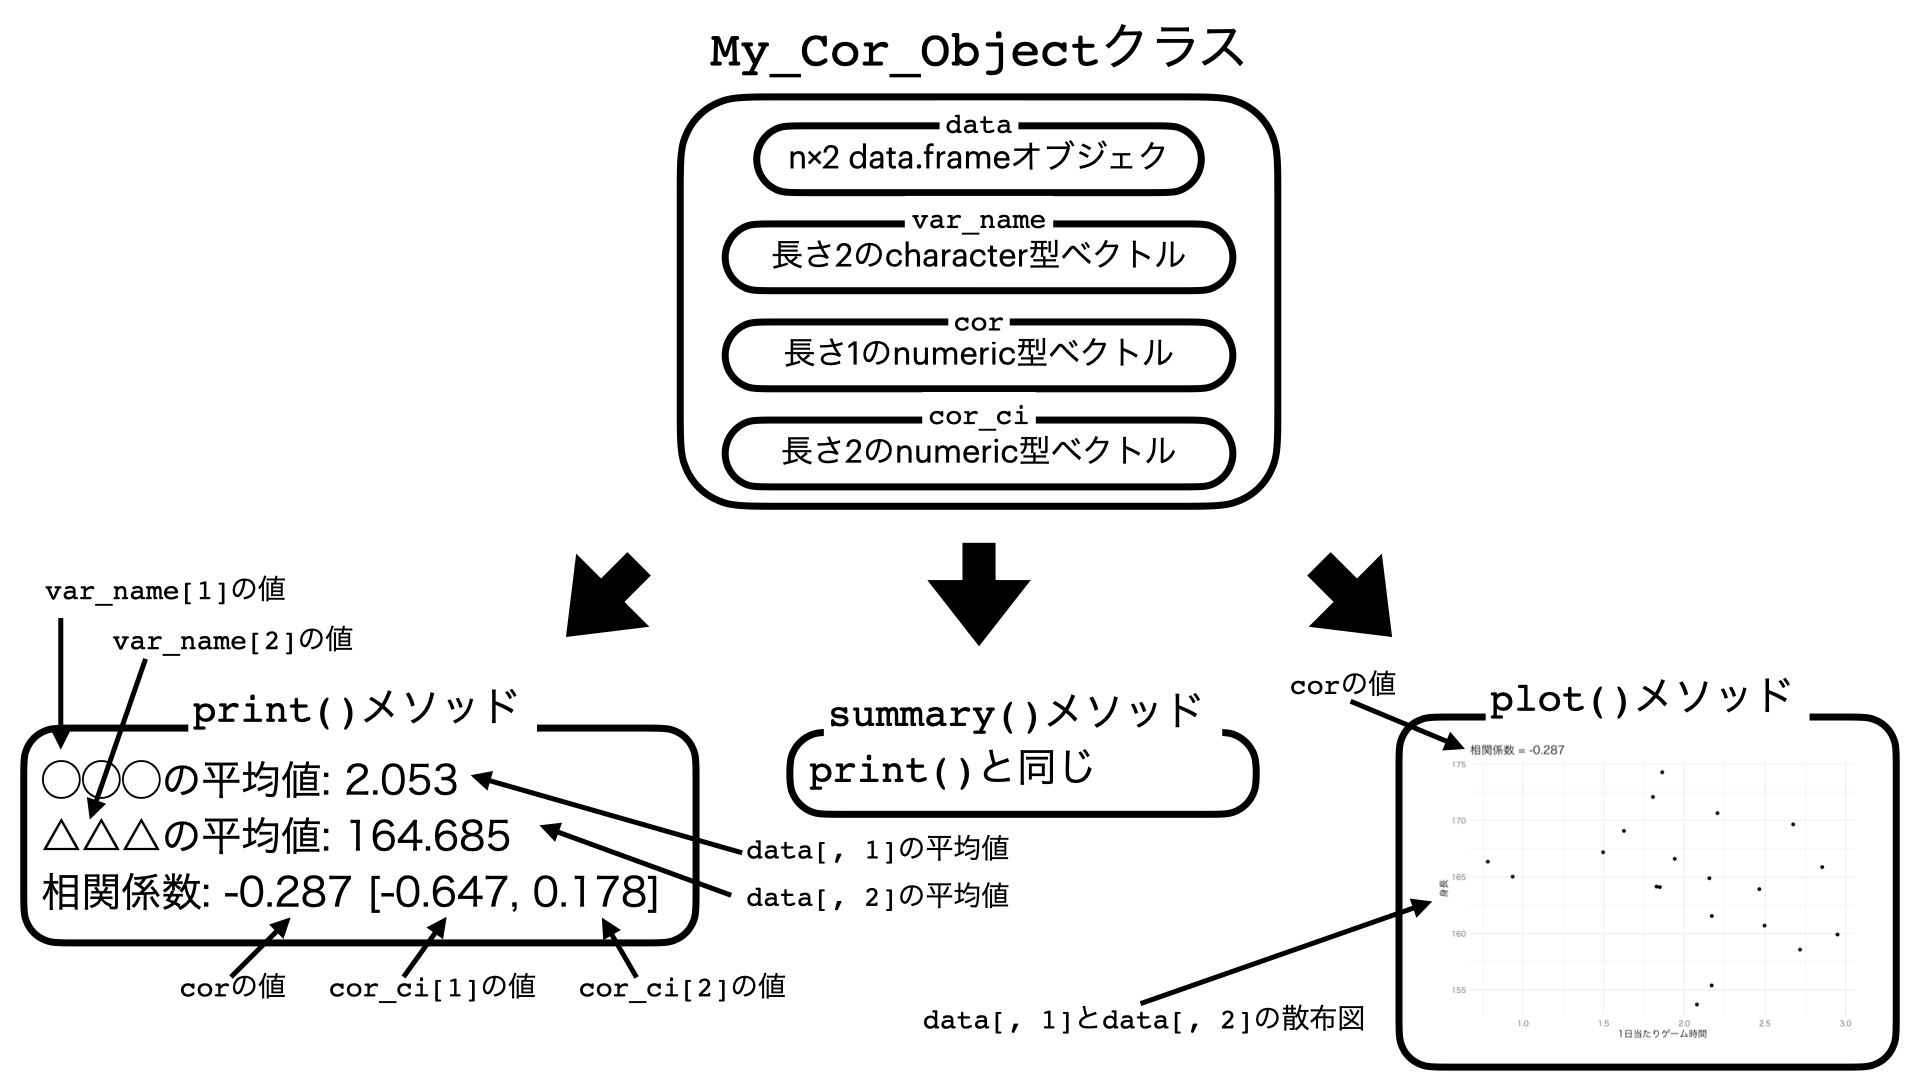 My_Cor_Objectクラス
data
n×2 data.frameオブジェク
var_name
長さ2のcharacter型ベクトル
cor
長さ1のnumeric型ベクトル
cor_ci
長さ2のnumeric型ベクトル
var_name[1]の値
var_name[2]の値
print()メソッド
〇〇〇の平均値: 2.053
△△△の平均値: 164.685
相関係数: -0.287 [-0.647, 0.178]
data[, 1]の平均値
data[, 2]の平均値
corの値
cor_ci[1]の値
cor_ci[2]の値
summary()メソッド
print()と同じ
corの値
plot()メソッド
相関係数 = -0.287
175
170
165
160
155
身長
1.0
1.5
2.0
2.5
3.0
1日当たりゲーム時間
data[, 1]とdata[, 2]の散布図